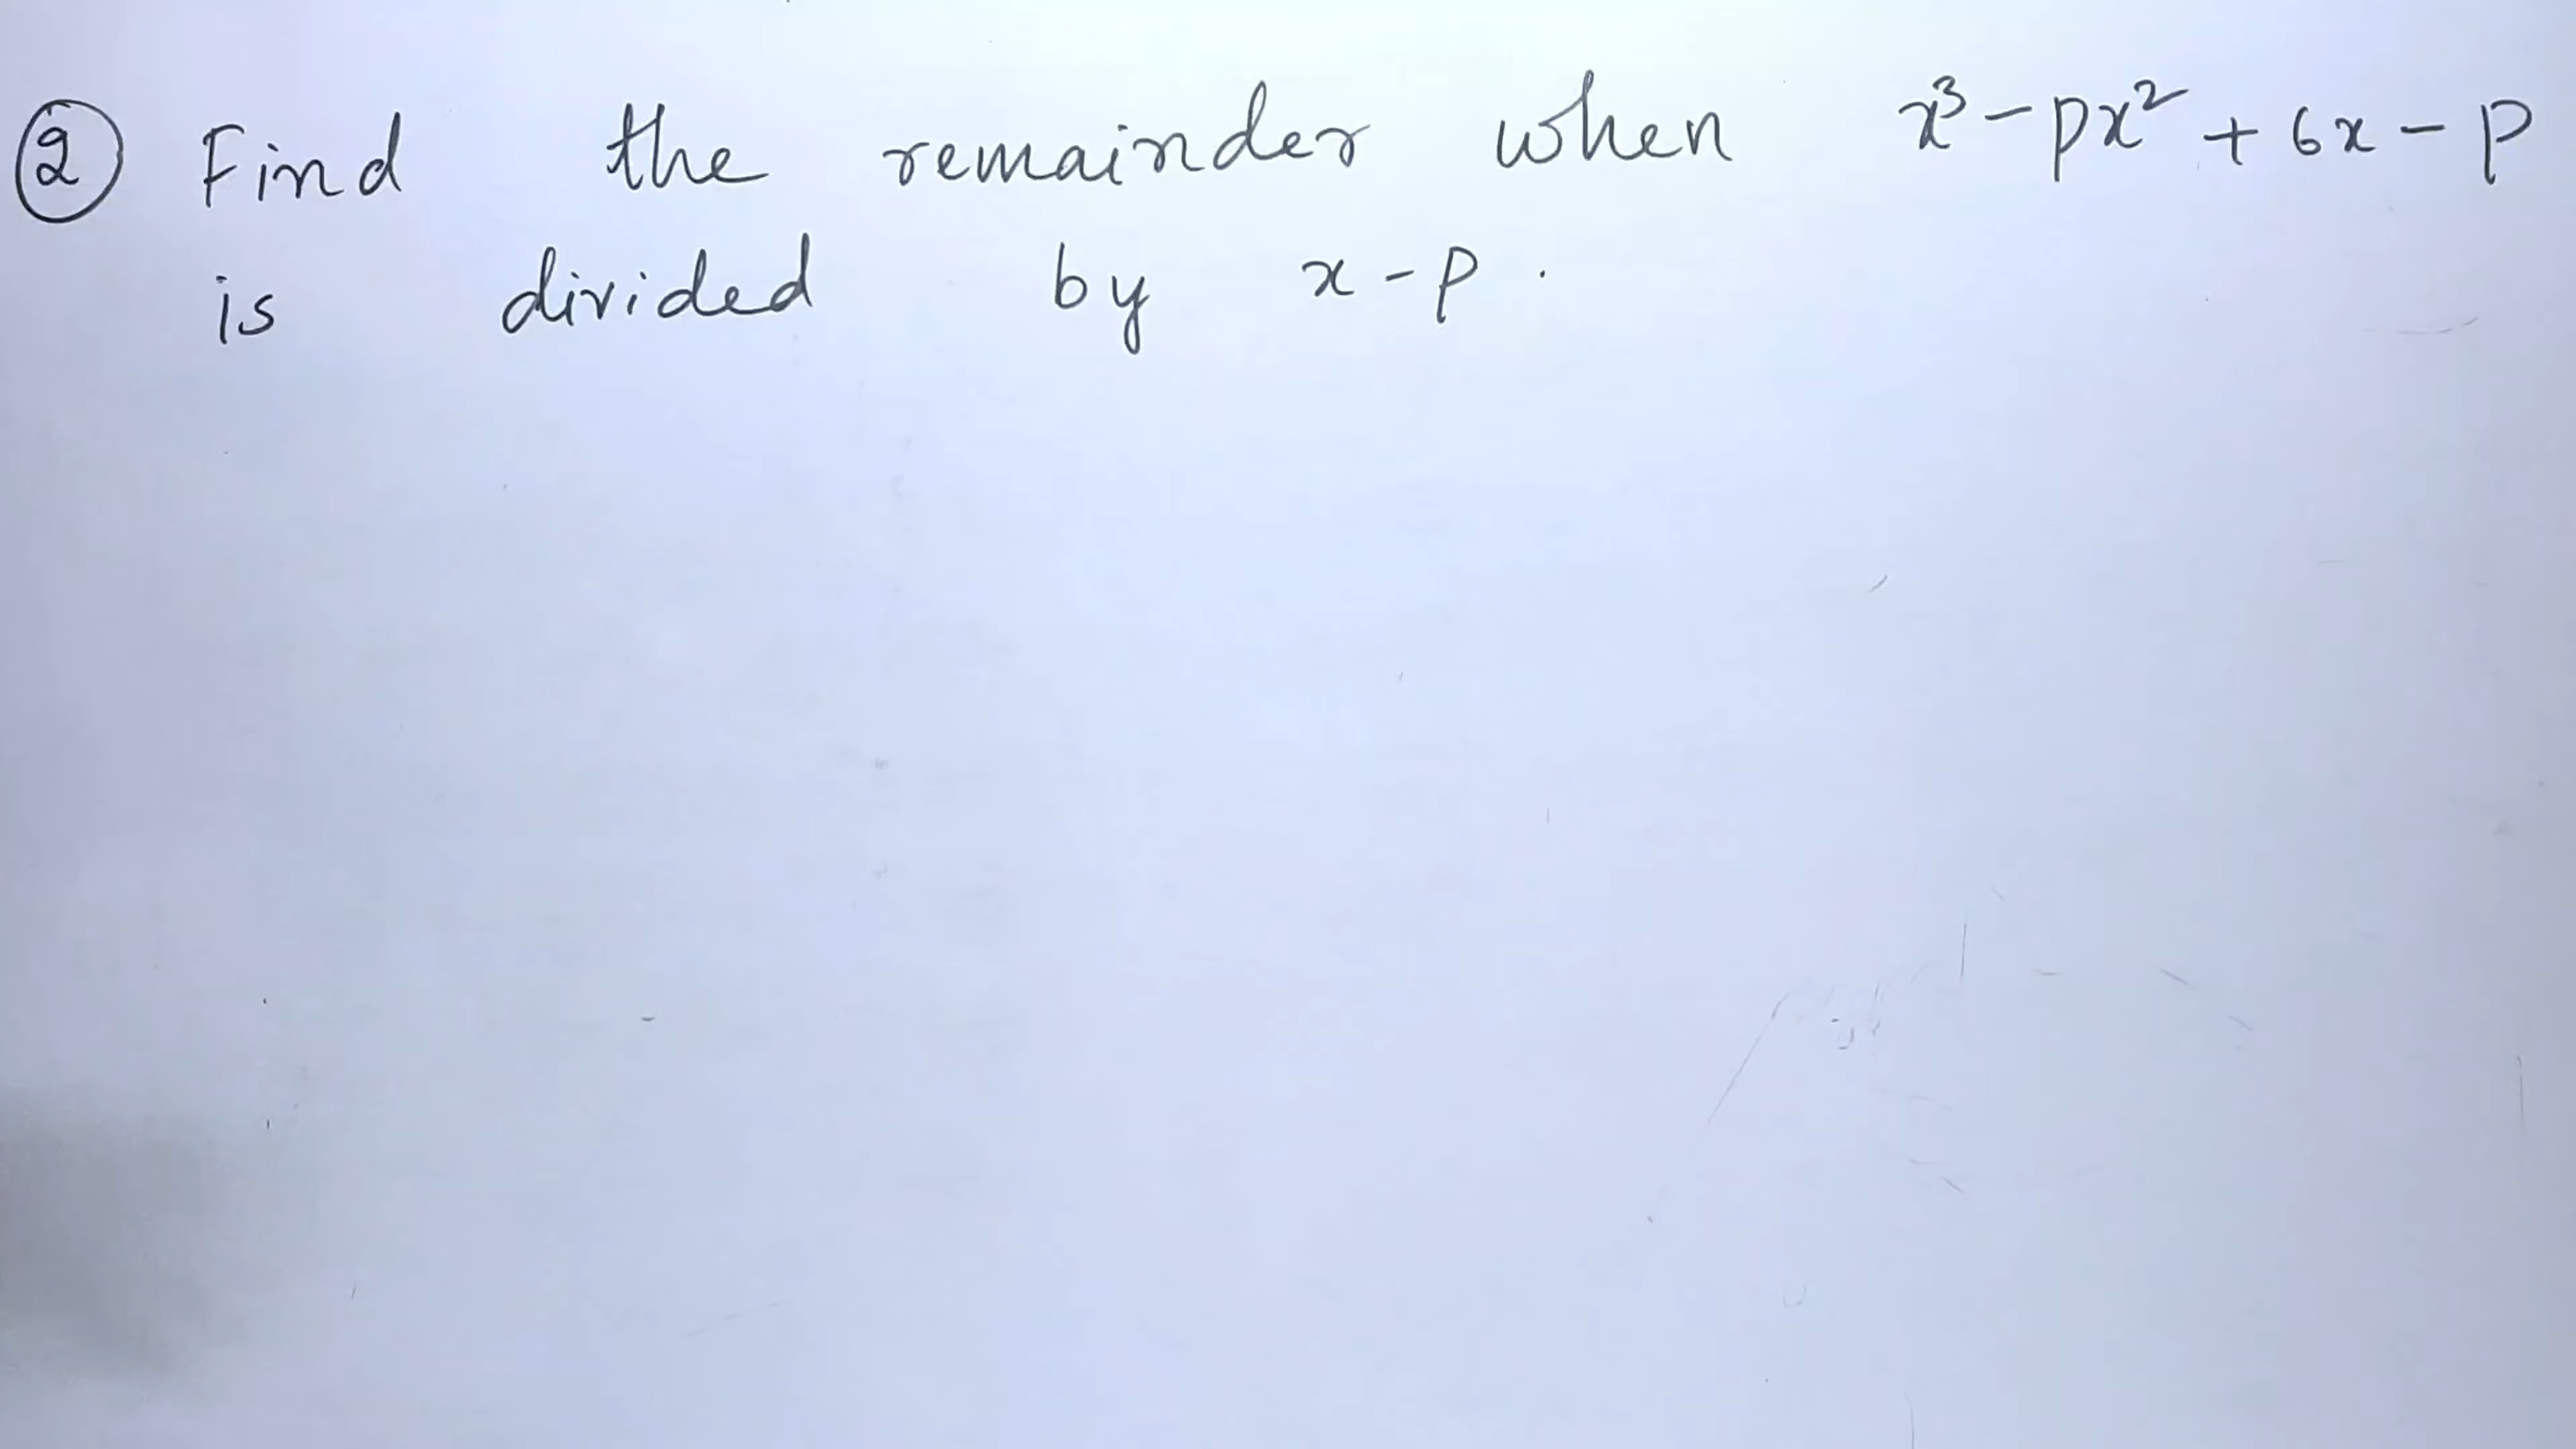 ② Find the remainder when x³ - px² + 6x - p
is divided by x - p.